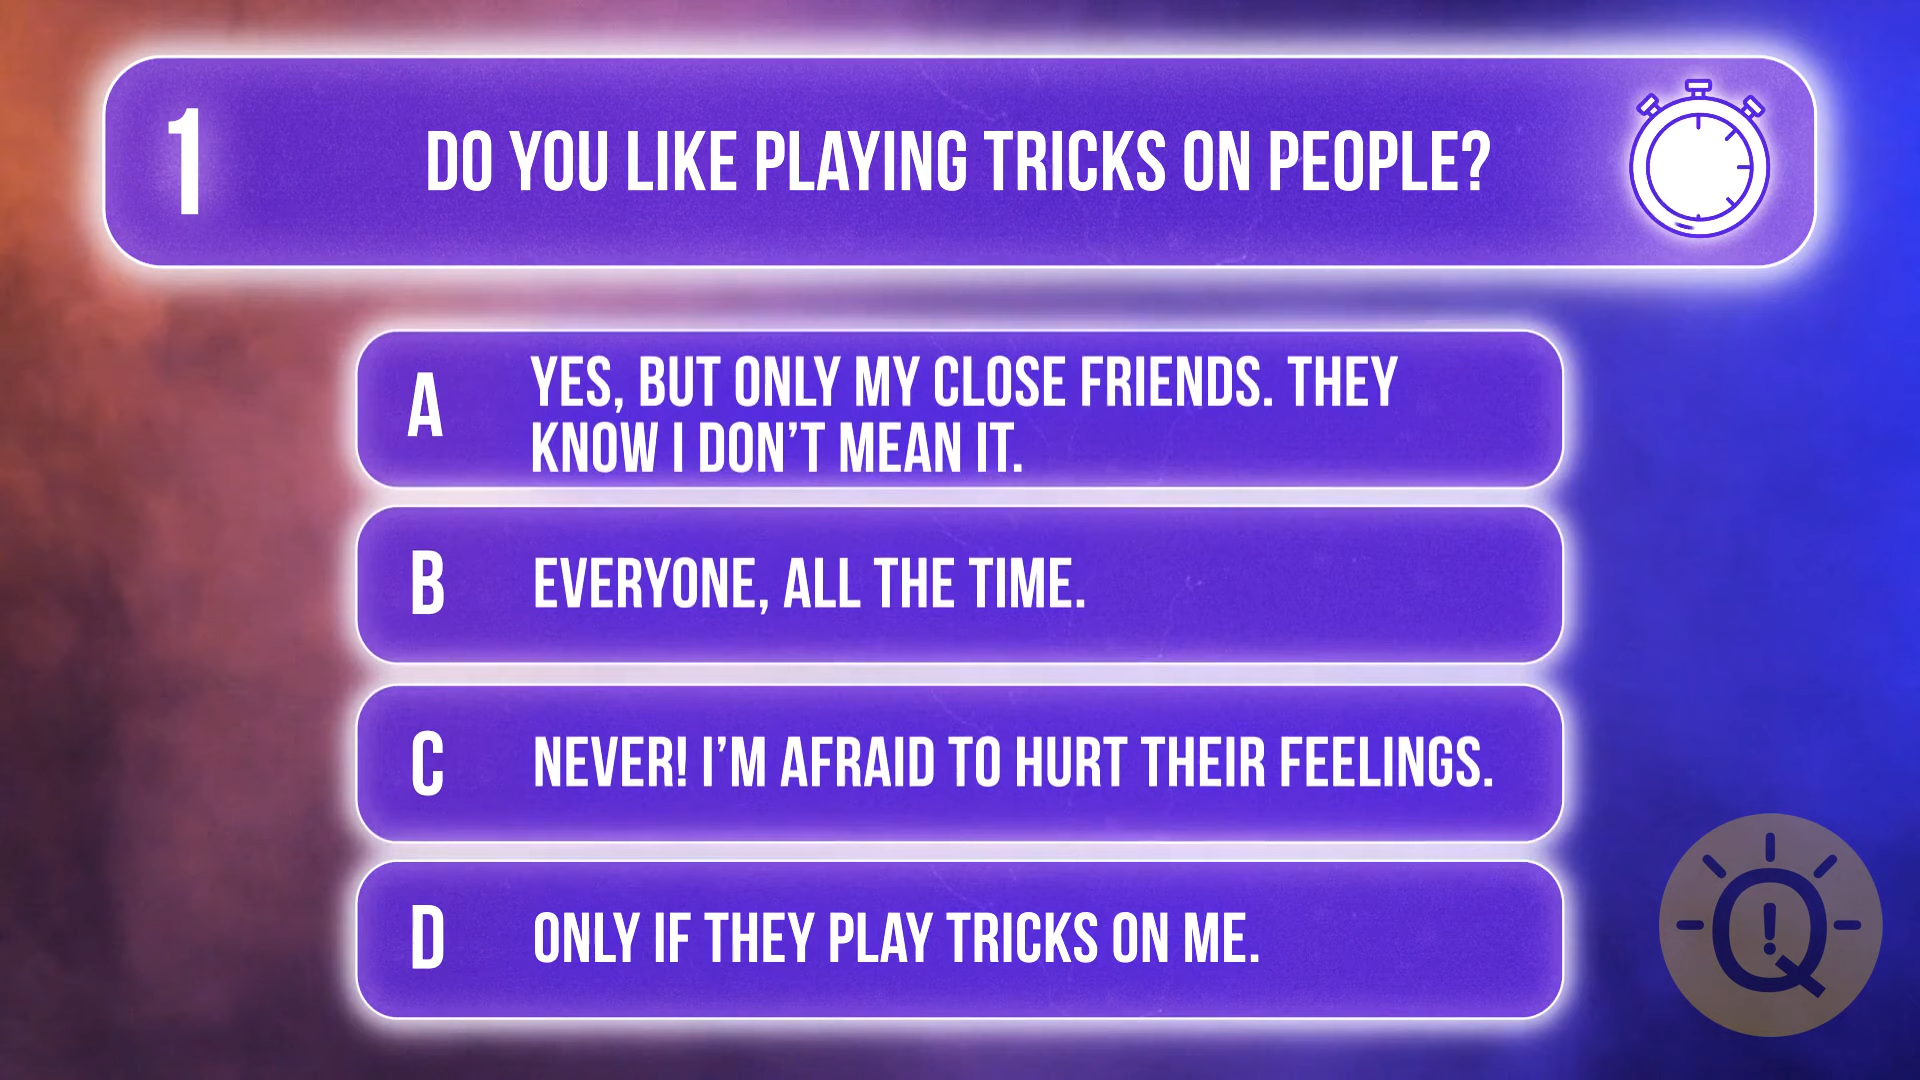 1
DO YOU LIKE PLAYING TRICKS ON PEOPLE?
A
YES, BUT ONLY MY CLOSE FRIENDS. THEY
KNOW I DON’T MEAN IT.
B
EVERYONE, ALL THE TIME.
C
NEVER! I’M AFRAID TO HURT THEIR FEELINGS.
D
ONLY IF THEY PLAY TRICKS ON ME.
Q!